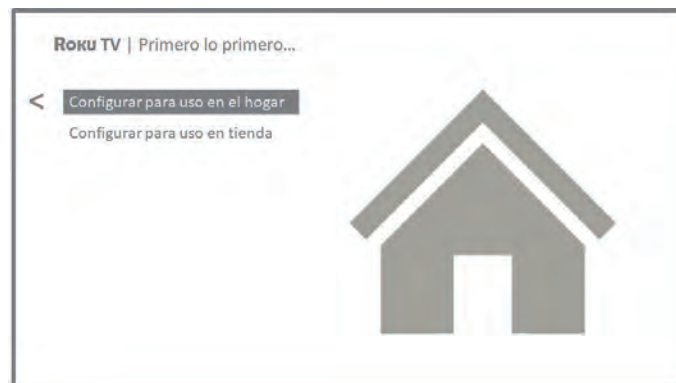 Roku TV | Primero lo primero...
< Configurar para uso en el hogar
Configurar para uso en tienda